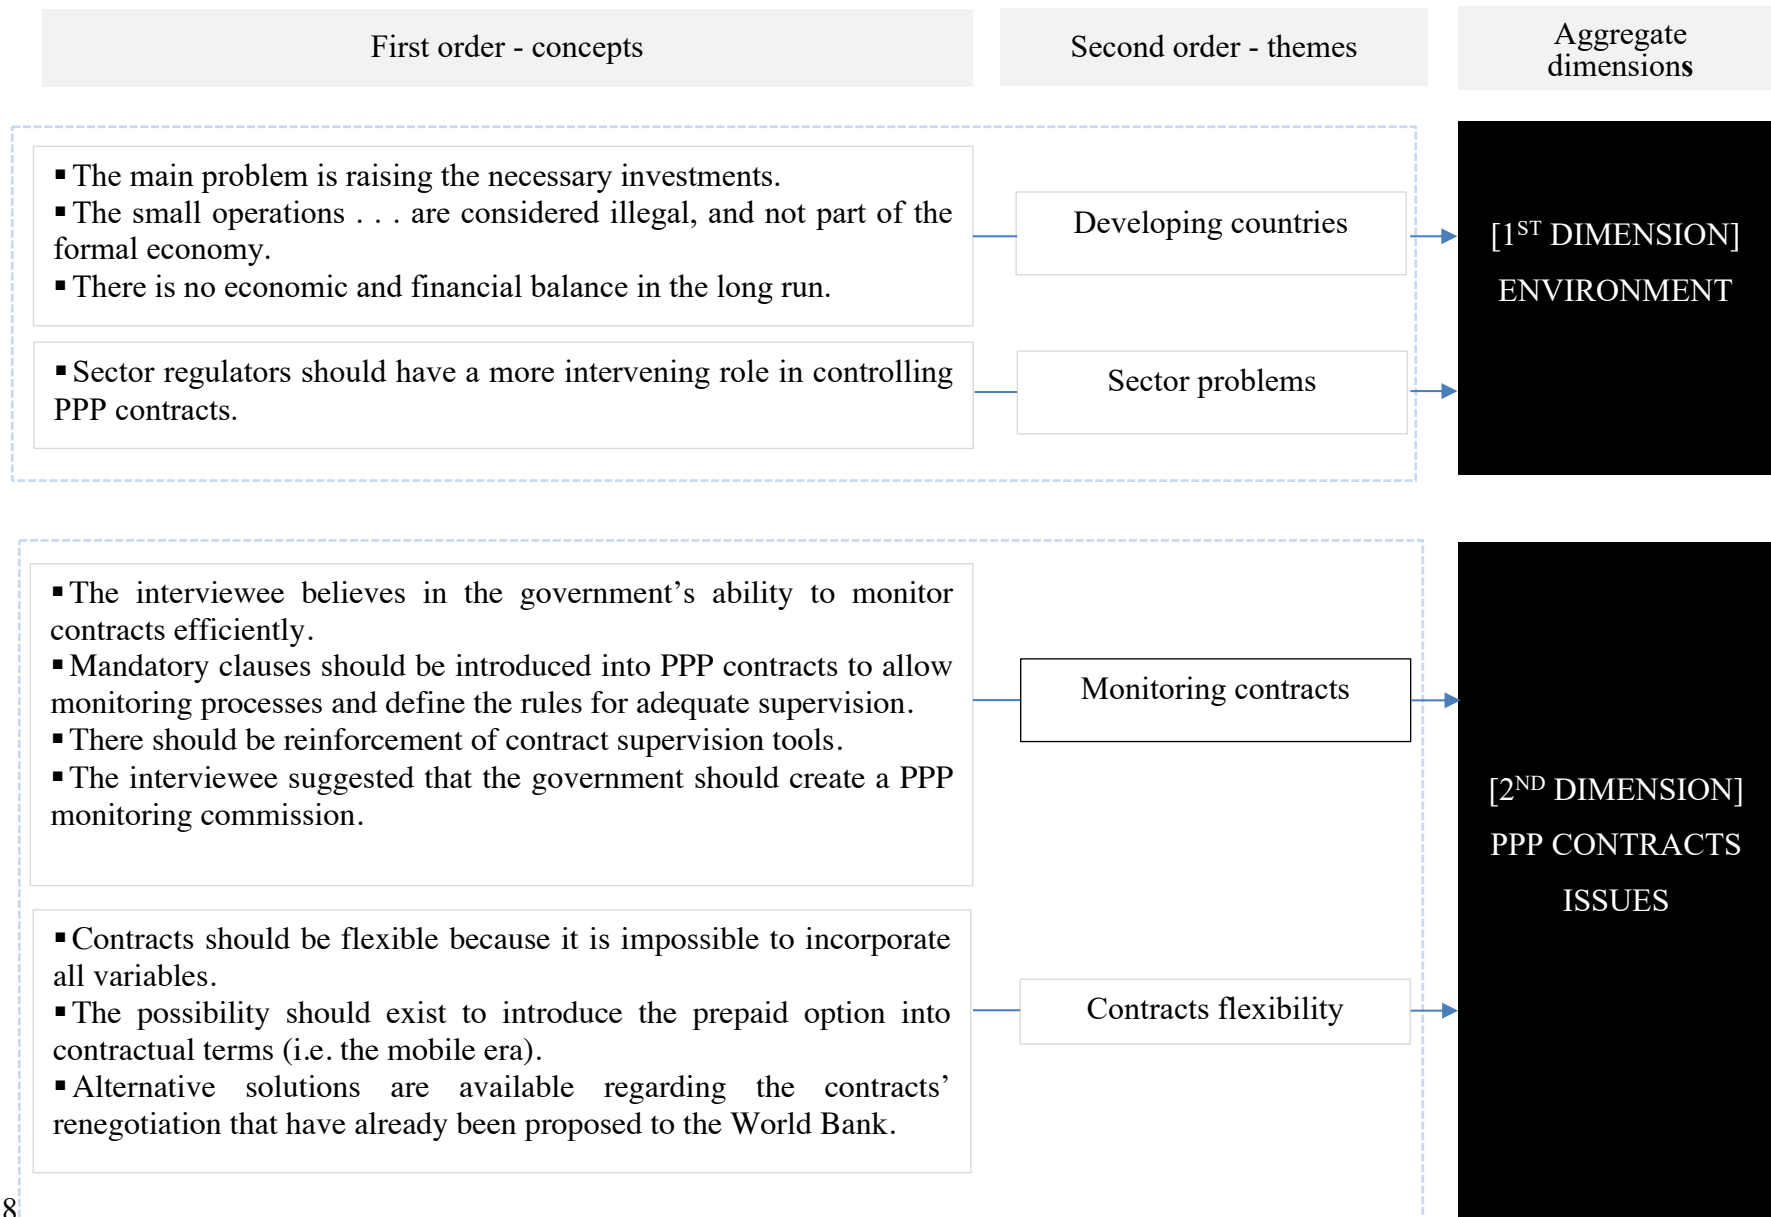 First order - concepts
Second order - themes
Aggregate
dimensions
▪ The main problem is raising the necessary investments.
▪ The small operations . . . are considered illegal, and not part of the
formal economy.
▪ There is no economic and financial balance in the long run.
Developing countries
[1ST DIMENSION]
ENVIRONMENT
▪ Sector regulators should have a more intervening role in controlling
PPP contracts.
Sector problems
▪ The interviewee believes in the government’s ability to monitor
contracts efficiently.
▪ Mandatory clauses should be introduced into PPP contracts to allow
monitoring processes and define the rules for adequate supervision.
▪ There should be reinforcement of contract supervision tools.
▪ The interviewee suggested that the government should create a PPP
monitoring commission.
Monitoring contracts
[2ND DIMENSION]
PPP CONTRACTS
ISSUES
▪ Contracts should be flexible because it is impossible to incorporate
all variables.
▪ The possibility should exist to introduce the prepaid option into
contractual terms (i.e. the mobile era).
▪ Alternative solutions are available regarding the contracts’
renegotiation that have already been proposed to the World Bank.
Contracts flexibility
8